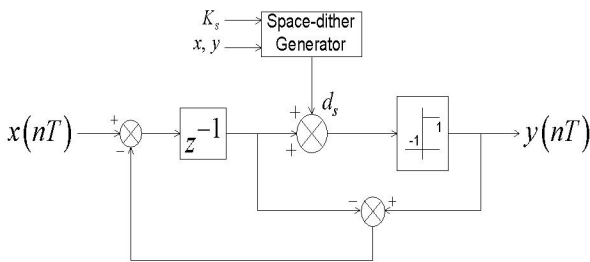 K_s
Space-dither
Generator
x, y
d_s
+
+
+
x(nT)
−
z^{-1}
-1
1
y(nT)
−
+